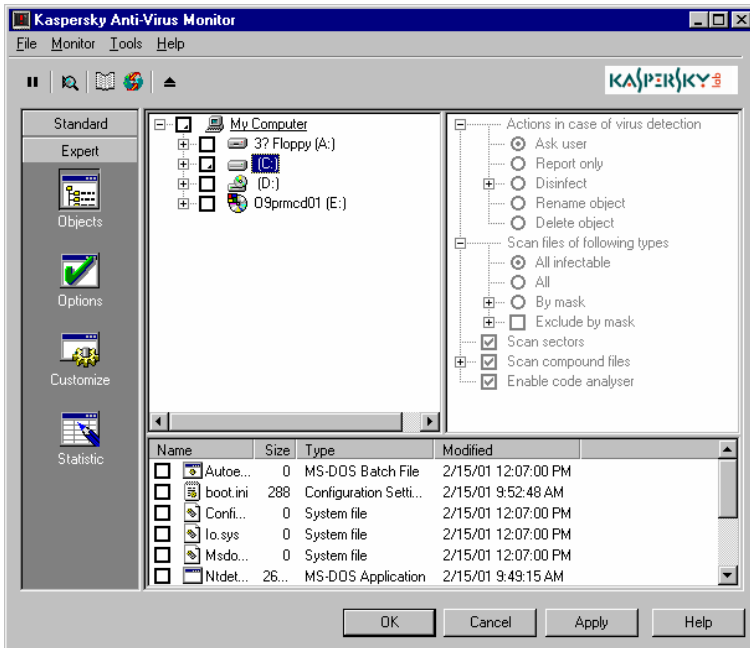 Kaspersky Anti-Virus Monitor
File Monitor Tools Help
KASPERSKY lab
Standard
Expert
Objects
Options
Customize
Statistic
My Computer
3? Floppy (A:)
(C:)
(D:)
09prmcd01 (E:)
Actions in case of virus detection
Ask user
Report only
Disinfect
Rename object
Delete object
Scan files of following types
All infectable
All
By mask
Exclude by mask
Scan sectors
Scan compound files
Enable code analyser
Name Size Type Modified
Autoe... 0 MS-DOS Batch File 2/15/01 12:07:00 PM
boot.ini 288 Configuration Setti... 2/15/01 9:52:48 AM
Confi... 0 System file 2/15/01 12:07:00 PM
Io.sys 0 System file 2/15/01 12:07:00 PM
Msdo... 0 System file 2/15/01 12:07:00 PM
Ntdet... 26... MS-DOS Application 2/15/01 9:49:15 AM
OK Cancel Apply Help